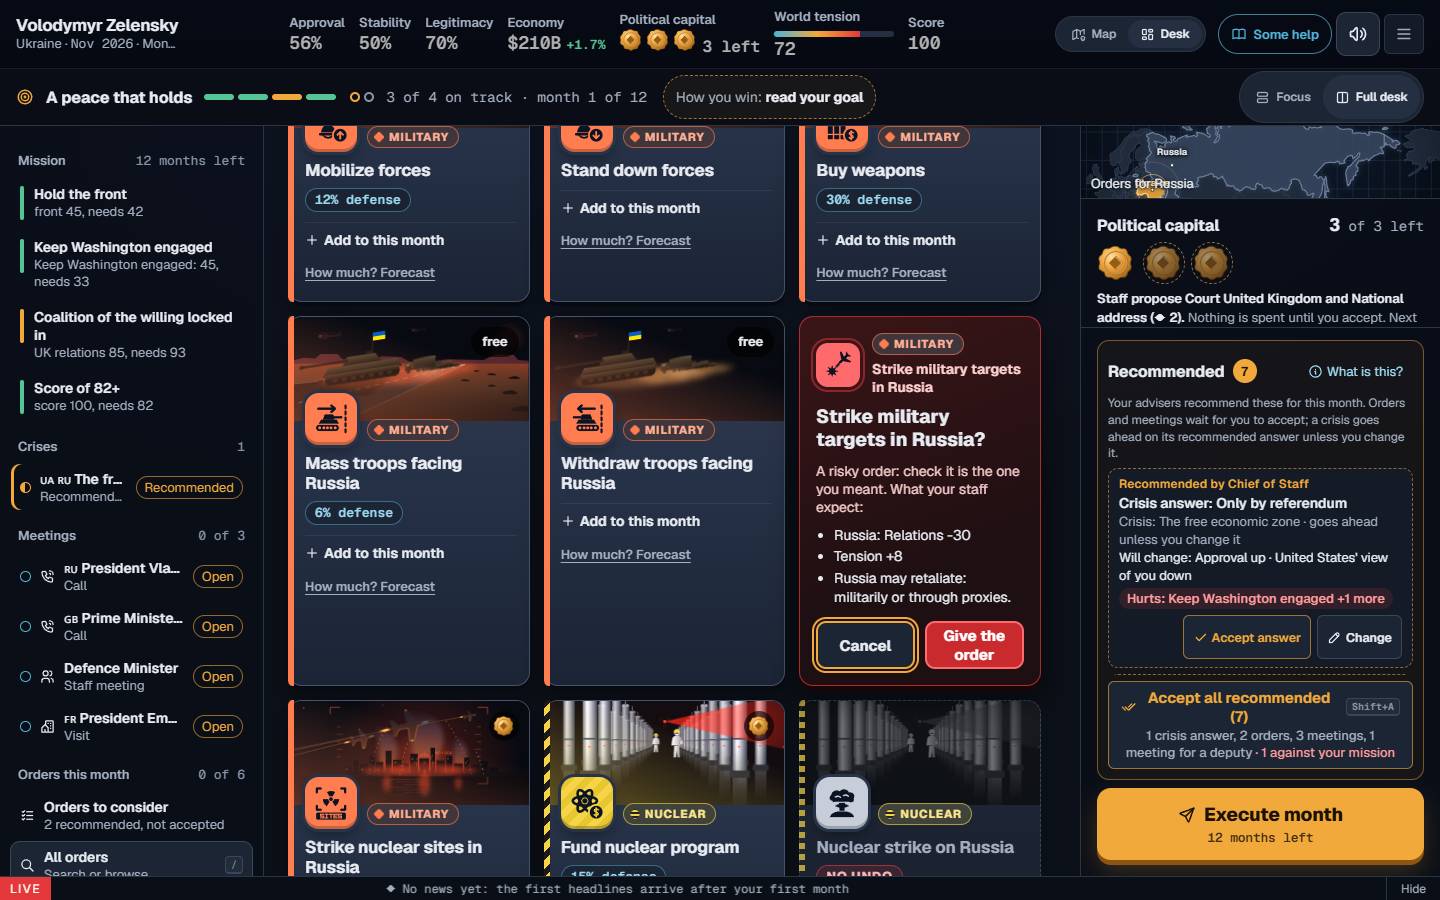 Volodymyr Zelensky
Ukraine · Nov 2026 · Mon...
Approval
56%
Stability
50%
Legitimacy
70%
Economy
$210B +1.7%
Political capital
3 left
World tension
72
Score
100
Map
Desk
Some help
A peace that holds
3 of 4 on track · month 1 of 12
How you win: read your goal
Focus
Full desk
Mission
12 months left
Hold the front
front 45, needs 42
Keep Washington engaged
Keep Washington engaged: 45,
needs 33
Coalition of the willing locked
in
UK relations 85, needs 93
Score of 82+
score 100, needs 82
Crises
1
UA RU The fr...
Recommend...
Recommended
Meetings
0 of 3
RU President Vla...
Call
Open
GB Prime Ministe...
Call
Open
Defence Minister
Staff meeting
Open
FR President Em...
Visit
Open
Orders this month
0 of 6
Orders to consider
2 recommended, not accepted
All orders
/
Search or browse
MILITARY
Mobilize forces
12% defense
+ Add to this month
How much? Forecast
MILITARY
Stand down forces
+ Add to this month
How much? Forecast
MILITARY
Buy weapons
30% defense
+ Add to this month
How much? Forecast
free
MILITARY
Mass troops facing
Russia
6% defense
+ Add to this month
How much? Forecast
free
MILITARY
Withdraw troops facing
Russia
+ Add to this month
How much? Forecast
MILITARY
Strike military targets
in Russia
Strike military
targets in Russia?
A risky order: check it is the one
you meant. What your staff
expect:
• Russia: Relations -30
• Tension +8
• Russia may retaliate:
militarily or through proxies.
Cancel
Give the
order
MILITARY
Strike nuclear sites in
Russia
NUCLEAR
Fund nuclear program
15% defense
NUCLEAR
Nuclear strike on Russia
NO UNDO
Russia
Orders for Russia
Political capital
3 of 3 left
Staff propose Court United Kingdom and National
address (◆ 2). Nothing is spent until you accept. Next
Recommended 7
What is this?
Your advisers recommend these for this month. Orders
and meetings wait for you to accept; a crisis goes
ahead on its recommended answer unless you change
it.
Recommended by Chief of Staff
Crisis answer: Only by referendum
Crisis: The free economic zone · goes ahead
unless you change it
Will change: Approval up · United States' view
of you down
Hurts: Keep Washington engaged +1 more
Accept answer
Change
Accept all recommended
(7)
Shift+A
1 crisis answer, 2 orders, 3 meetings, 1
meeting for a deputy · 1 against your mission
Execute month
12 months left
LIVE
◆ No news yet: the first headlines arrive after your first month
Hide